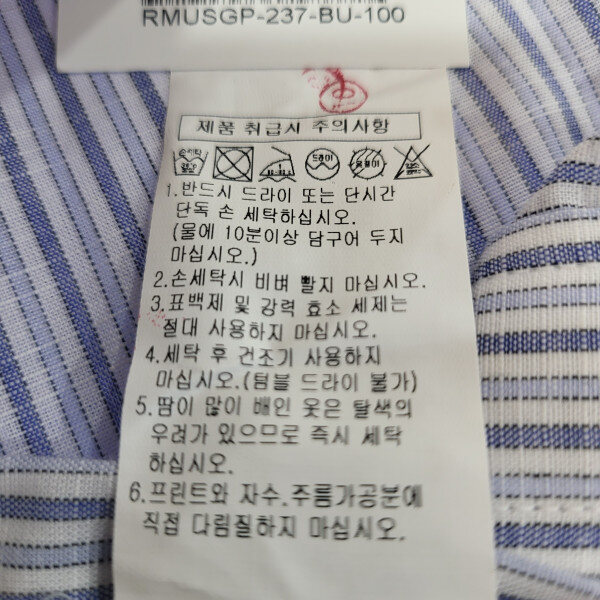 RMUSGP-237-BU-100
제품 취급시 주의사항
드라이
1.반드시 드라이 또는 단시간
단독 손 세탁하십시오.
(물에 10분이상 담구어 두지
마십시오.)
2.손세탁시 비벼 빨지 마십시오.
3.표백제 및 강력 효소 세제는
절대 사용하지 마십시오.
4.세탁 후 건조기 사용하지
마십시오.(텀블 드라이 불가)
5.땀이 많이 배인 옷은 탈색의
우려가 있으므로 즉시 세탁
하십시오.
6.프린트와 자수.주름가공분에
직접 다림질하지 마십시오.